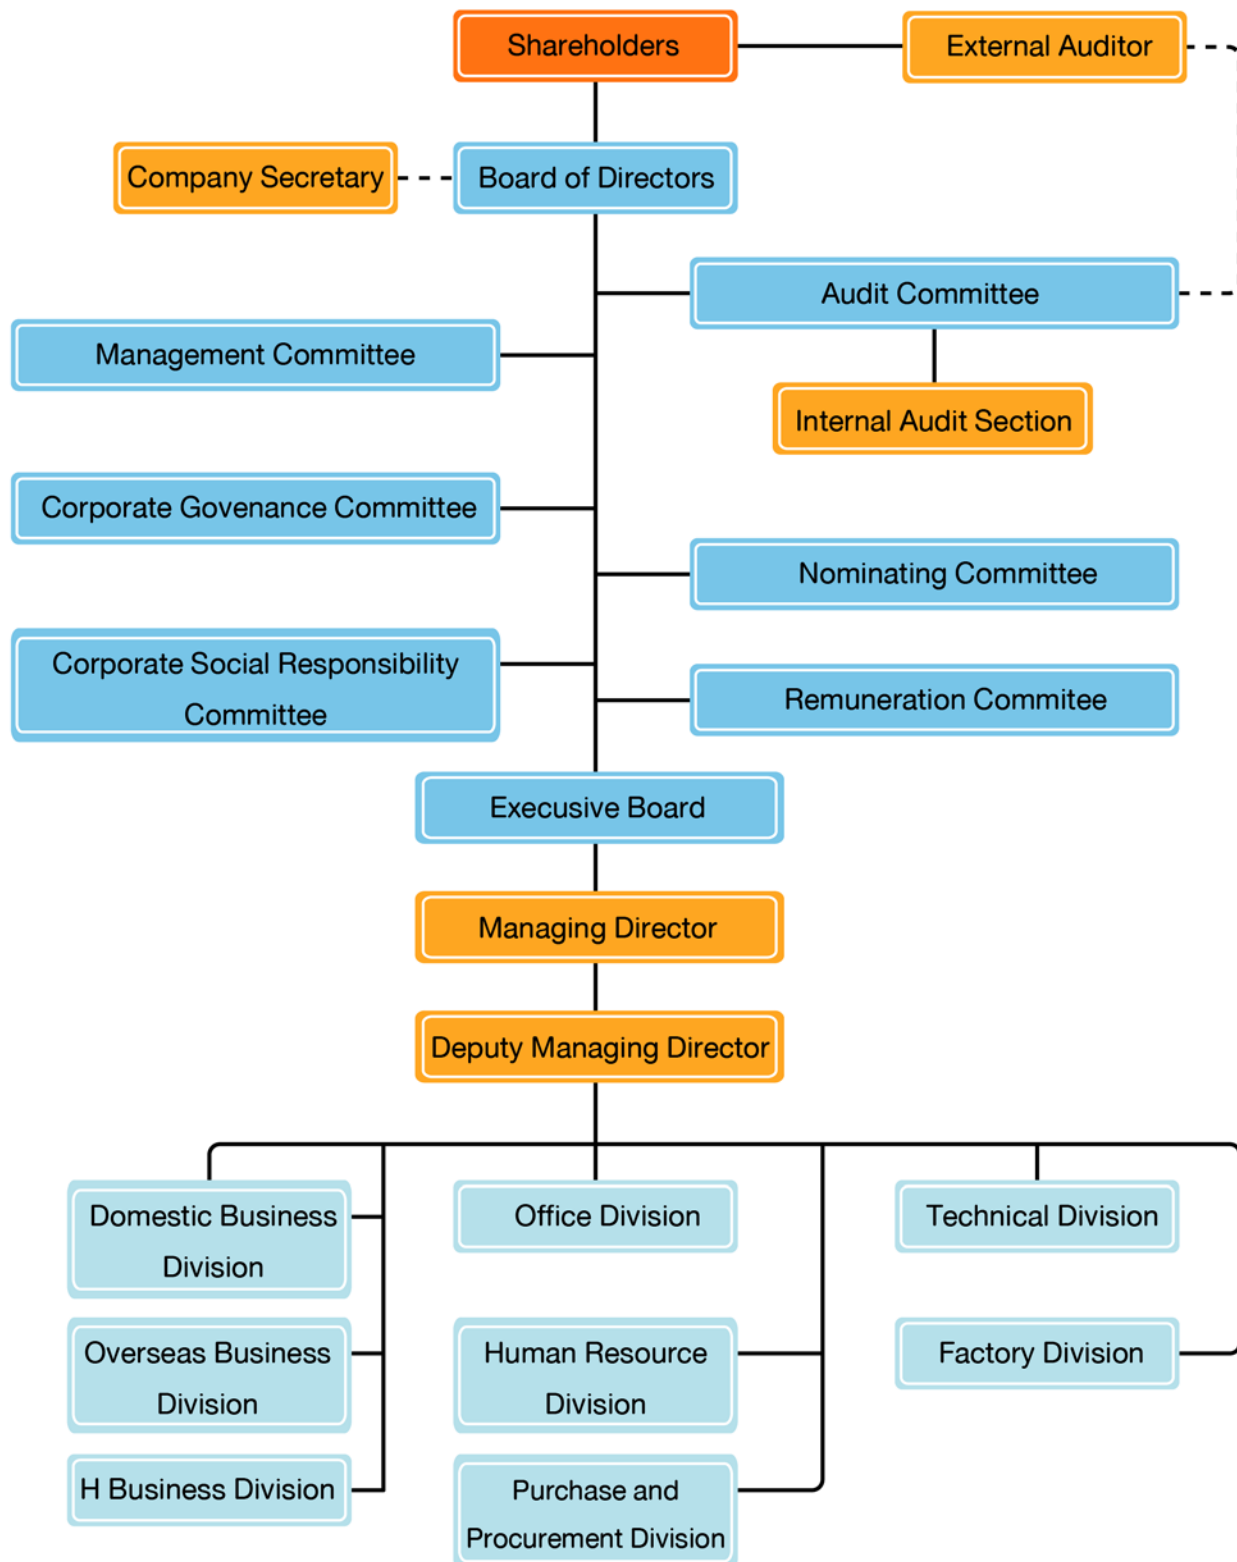 Shareholders
External Auditor
Company Secretary
Board of Directors
Audit Committee
Management Committee
Internal Audit Section
Corporate Govenance Committee
Nominating Committee
Corporate Social Responsibility
Committee
Remuneration Commitee
Execusive Board
Managing Director
Deputy Managing Director
Domestic Business
Division
Office Division
Technical Division
Overseas Business
Division
Human Resource
Division
Factory Division
H Business Division
Purchase and
Procurement Division